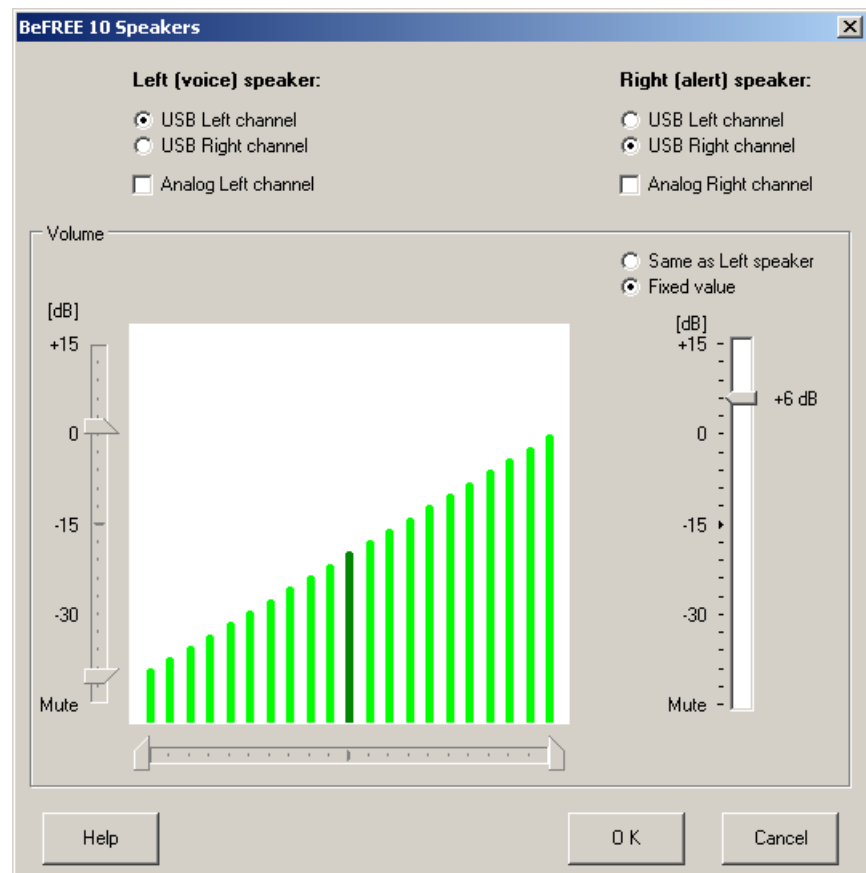 BeFREE 10 Speakers
Left (voice) speaker:
USB Left channel
USB Right channel
Analog Left channel
Right (alert) speaker:
USB Left channel
USB Right channel
Analog Right channel
Volume
Same as Left speaker
Fixed value
[dB]
+15
0
-15
-30
Mute
[dB]
+15
0
-15
-30
Mute
+6 dB
Help
O K
Cancel